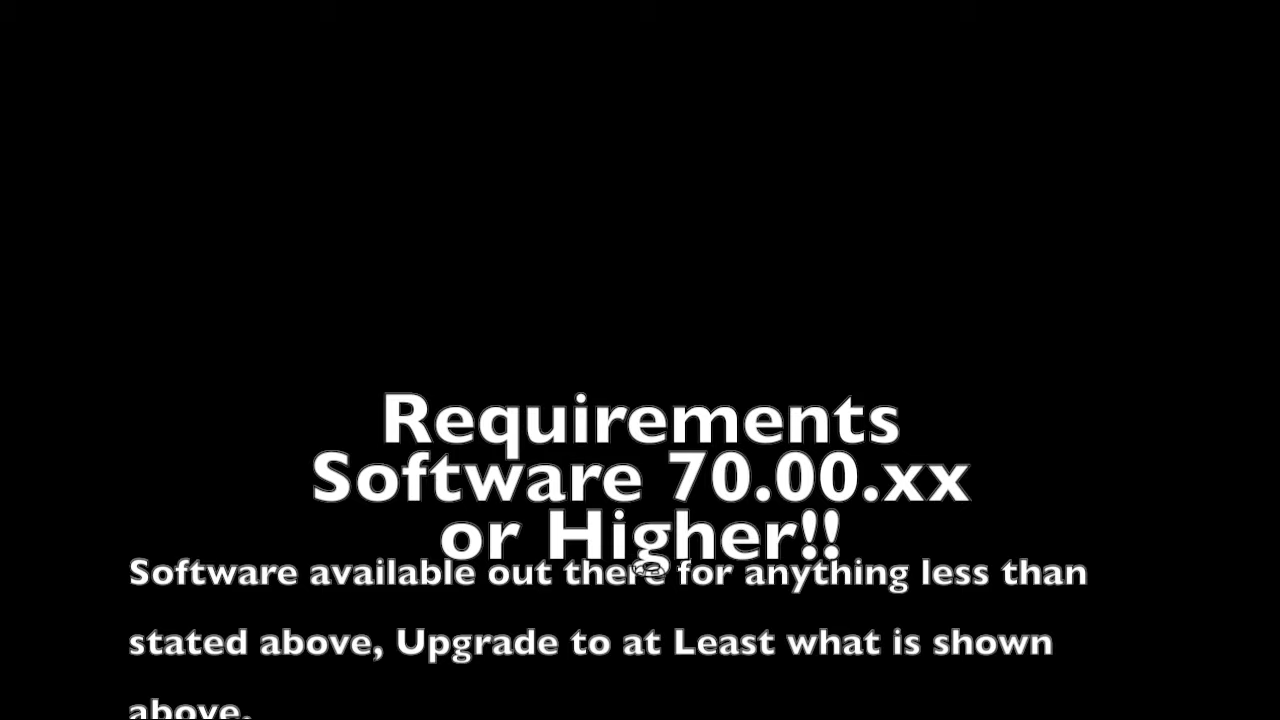 Requirements
Software 70.00.xx
or Higher!!
Software available out there for anything less than
stated above, Upgrade to at Least what is shown
above.